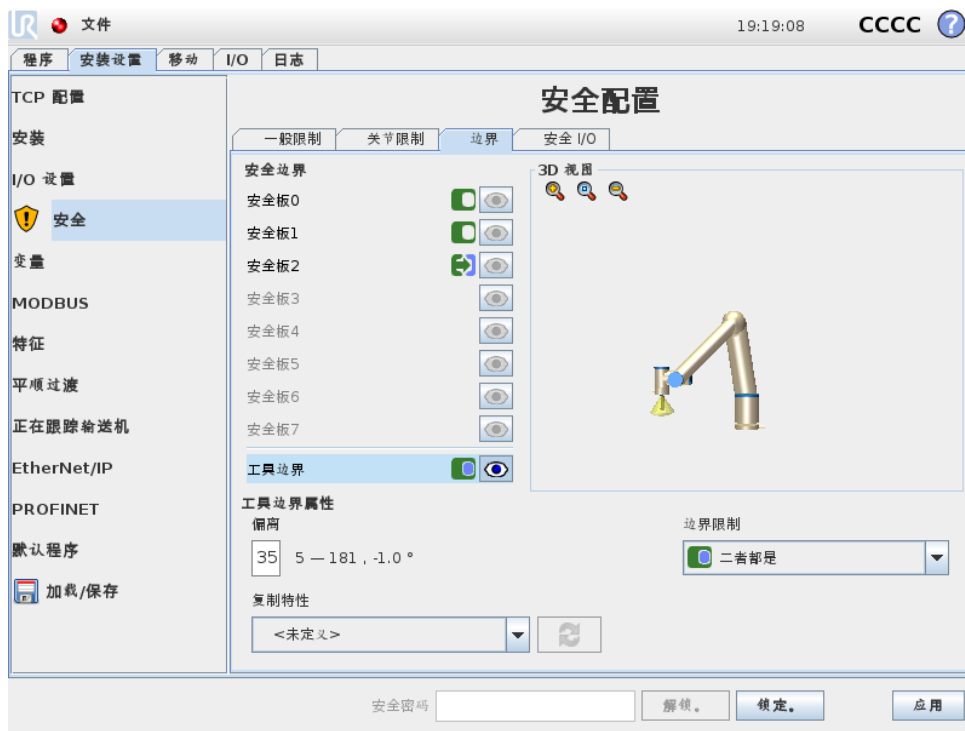 UR 文件 19:19:08 CCCC ?
程序 安装设置 移动 I/O 日志
TCP 配置
安装
I/O 设置
安全
变量
MODBUS
特征
平顺过渡
正在跟踪输送机
EtherNet/IP
PROFINET
默认程序
加载/保存
安全配置
一般限制 关节限制 边界 安全 I/O
安全边界
安全板0
安全板1
安全板2
安全板3
安全板4
安全板5
安全板6
安全板7
工具边界
3D 视图
工具边界属性
偏离 边界限制
35 5 — 181 , -1.0 ° 二者都是
复制特性
<未定义>
安全密码 解锁。 锁定。 应用